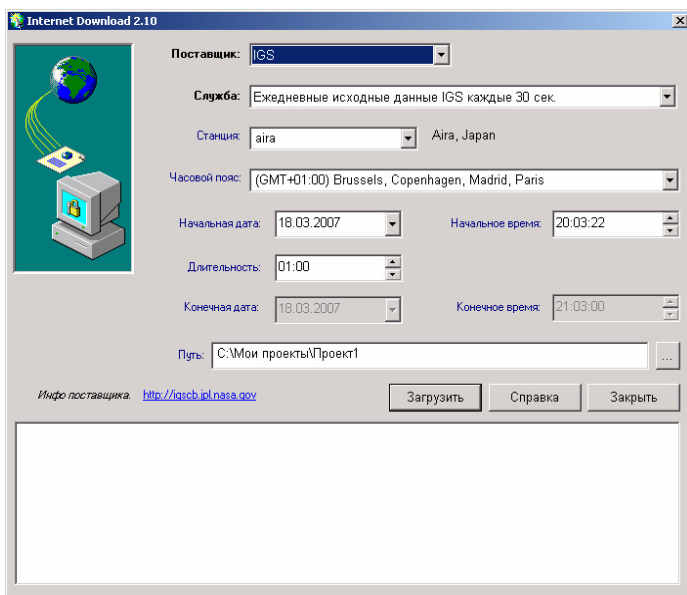 Internet Download 2.10
Поставщик: IGS
Служба: Ежедневные исходные данные IGS каждые 30 сек.
Станция: aira Aira, Japan
Часовой пояс: (GMT+01:00) Brussels, Copenhagen, Madrid, Paris
Начальная дата: 18.03.2007 Начальное время: 20:03:22
Длительность: 01:00
Конечная дата: 18.03.2007 Конечное время: 21:03:00
Путь: C:\Мои проекты\Проект1 ...
Инфо поставщика. http://igscb.jpl.nasa.gov Загрузить Справка Закрыть